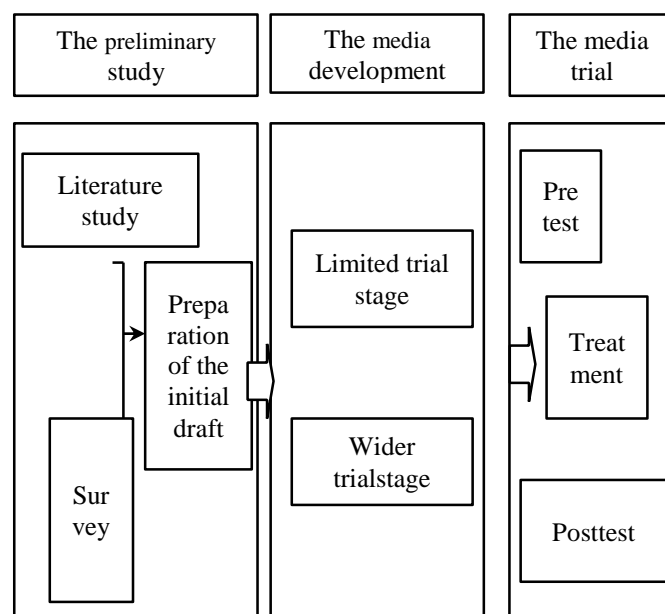 The preliminary
study
The media
development
The media
trial
Literature
study
Prepa
ration
of the
initial
draft
Sur
vey
Limited trial
stage
Wider
trialstage
Pre
test
Treat
ment
Posttest